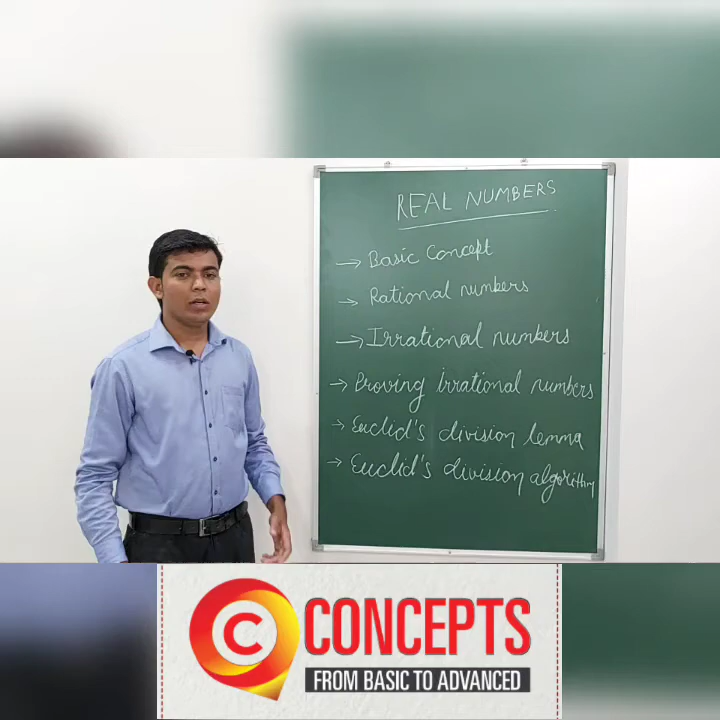 REAL NUMBERS
→ Basic Concept
→ Rational numbers
→ Irrational numbers
→ Proving irrational numbers
→ Euclid's division lemma
→ Euclid's division algorithm
C CONCEPTS
FROM BASIC TO ADVANCED